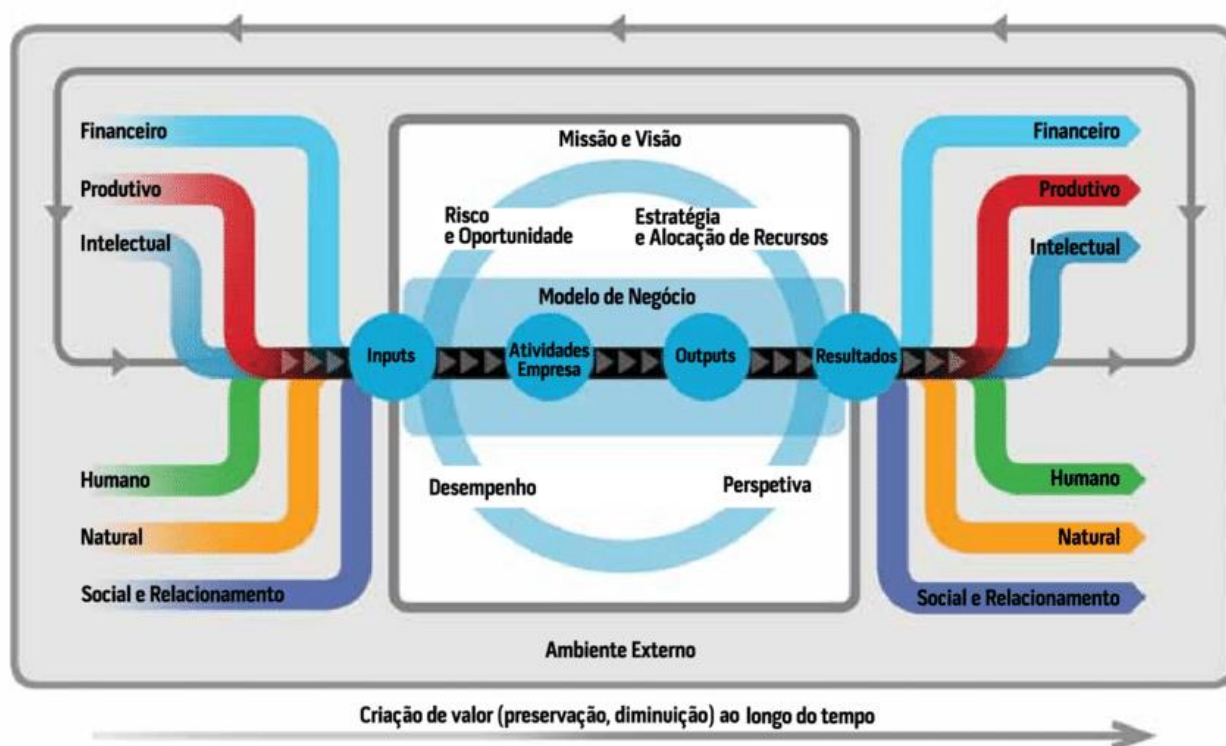 Financeiro
Produtivo
Intelectual
Humano
Natural
Social e Relacionamento
Missão e Visão
Risco
e Oportunidade
Estratégia
e Alocação de Recursos
Modelo de Negócio
Inputs
Atividades
Empresa
Outputs
Resultados
Desempenho
Perspetiva
Financeiro
Produtivo
Intelectual
Humano
Natural
Social e Relacionamento
Ambiente Externo
Criação de valor (preservação, diminuição) ao longo do tempo